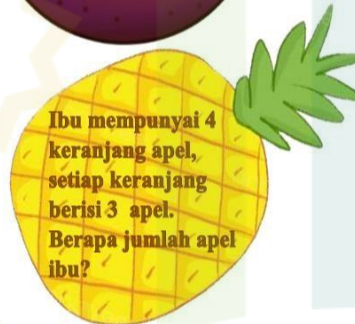 Ibu mempunyai 4
keranjang apel,
setiap keranjang
berisi 3 apel.
Berapa jumlah apel
ibu?